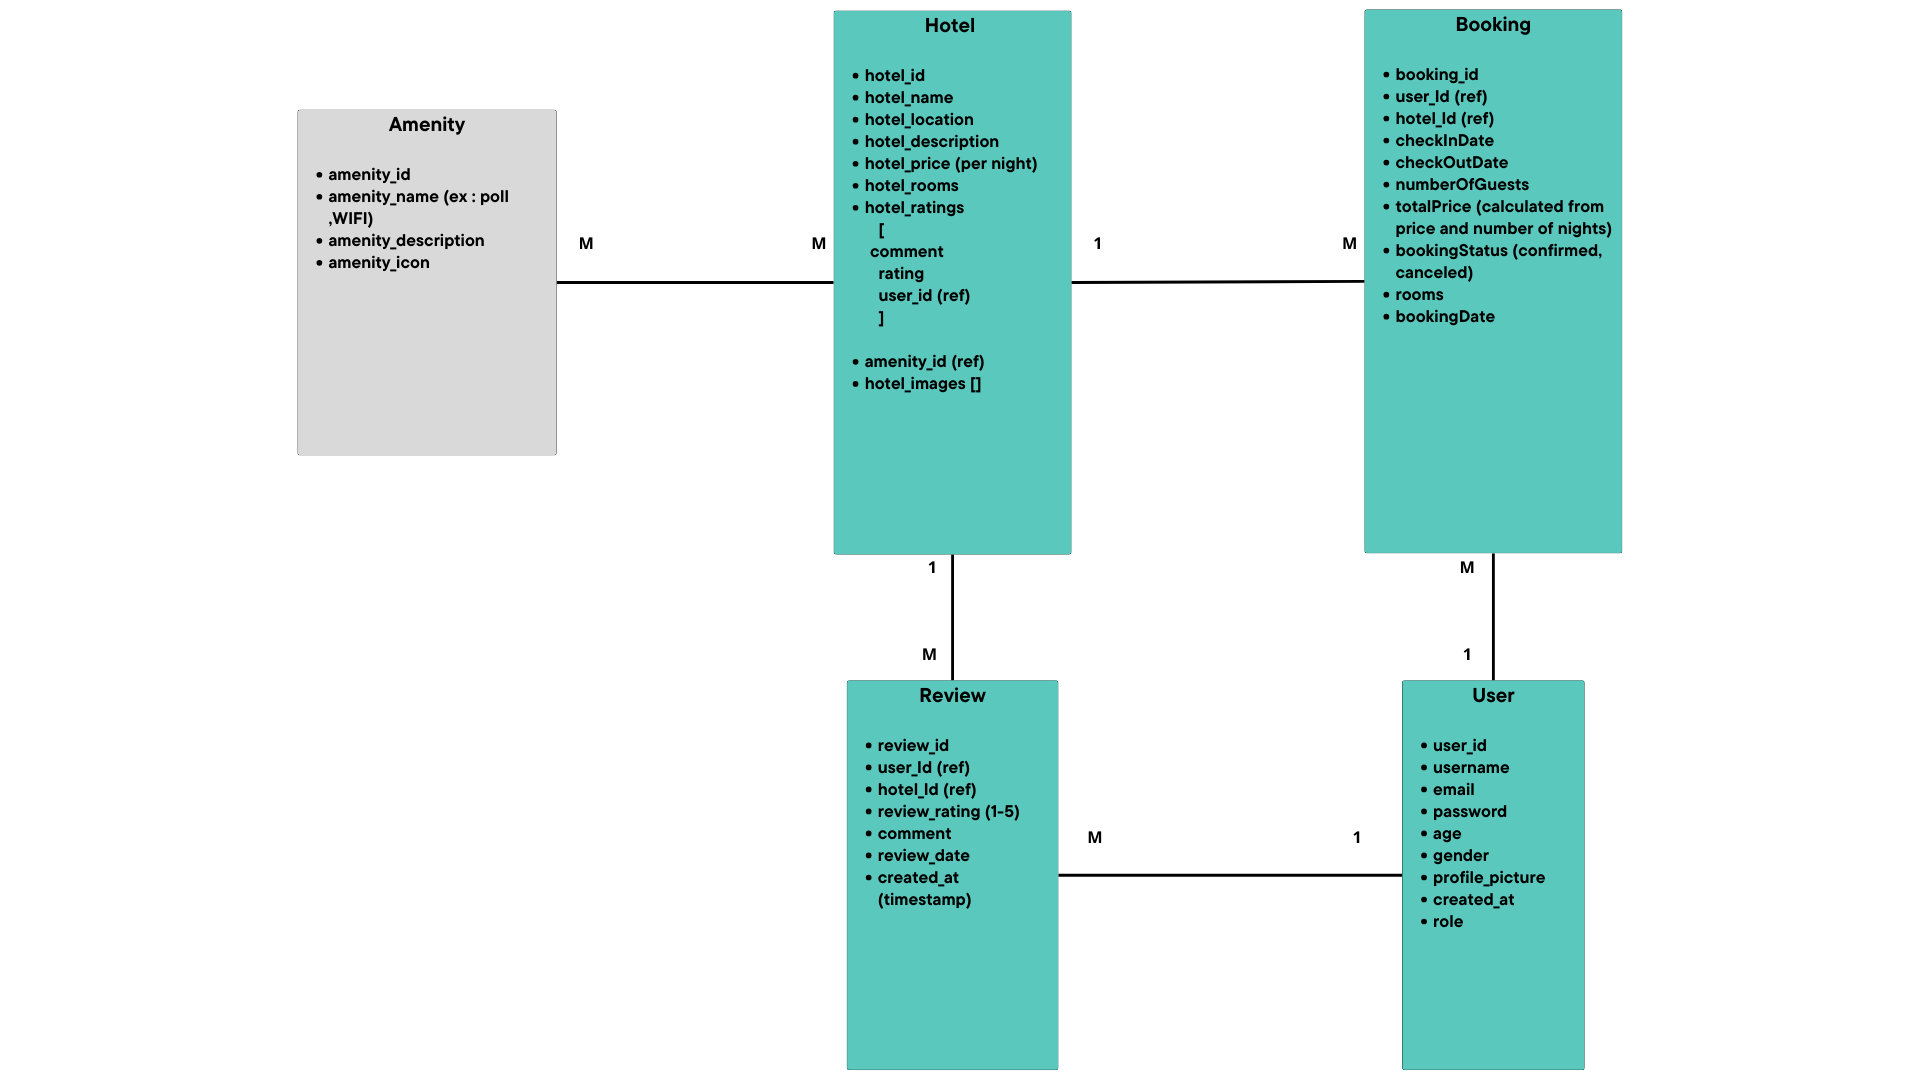 Amenity
• amenity_id
• amenity_name (ex : poll
,WIFI)
• amenity_description
• amenity_icon
M
M
Hotel
• hotel_id
• hotel_name
• hotel_location
• hotel_description
• hotel_price (per night)
• hotel_rooms
• hotel_ratings
[
comment
rating
user_id (ref)
]
• amenity_id (ref)
• hotel_images []
1
M
Booking
• booking_id
• user_Id (ref)
• hotel_Id (ref)
• checkInDate
• checkOutDate
• numberOfGuests
• totalPrice (calculated from
price and number of nights)
• bookingStatus (confirmed,
canceled)
• rooms
• bookingDate
1
M
M
1
Review
• review_id
• user_Id (ref)
• hotel_Id (ref)
• review_rating (1-5)
• comment
• review_date
• created_at
(timestamp)
M
1
User
• user_id
• username
• email
• password
• age
• gender
• profile_picture
• created_at
• role